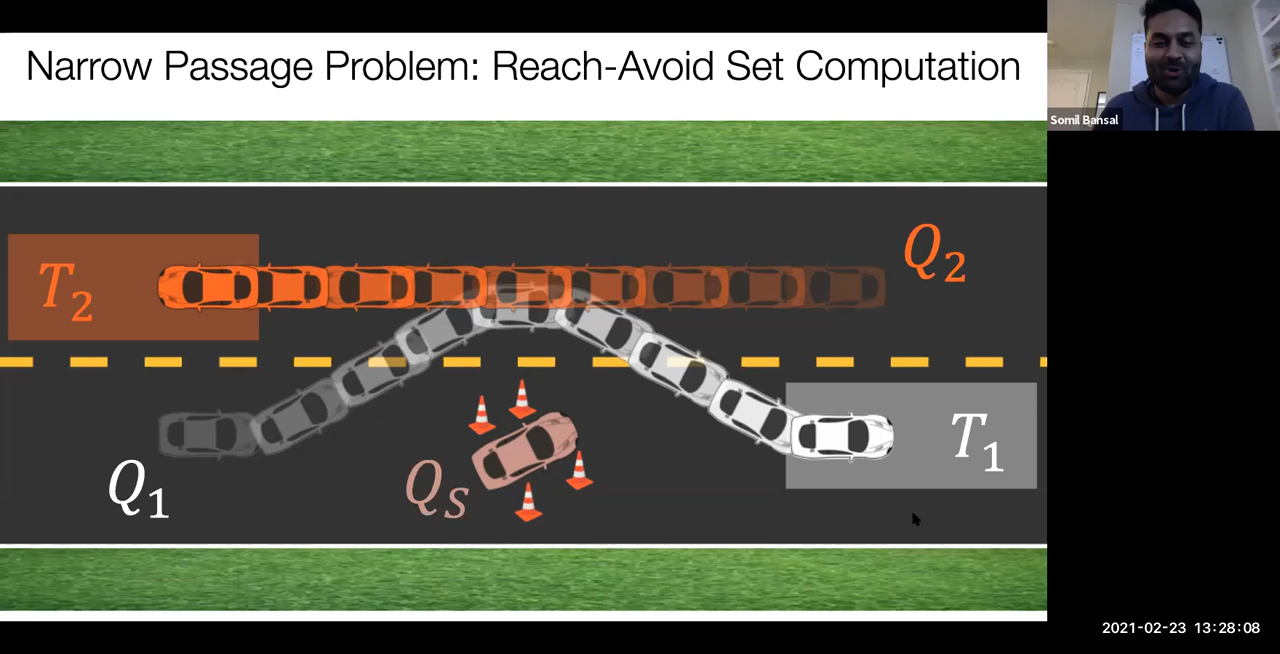 Narrow Passage Problem: Reach-Avoid Set Computation
Somil Bansal
T₂
Q₂
Q₁
Q_S
T₁
2021-02-23 13:28:08